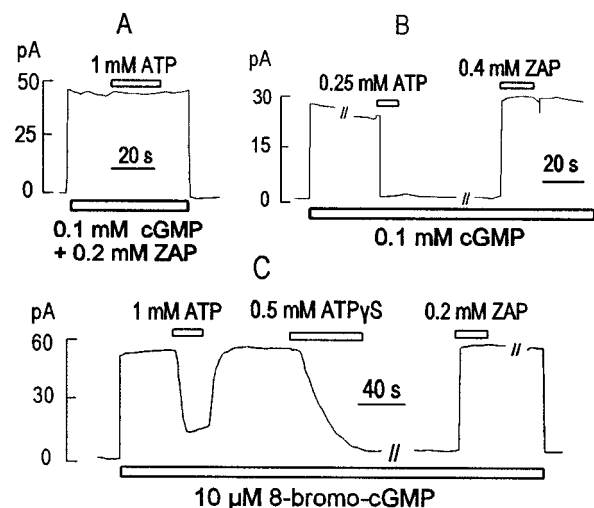 A
pA
1 mM ATP
50
25
0
20 s
0.1 mM cGMP
+ 0.2 mM ZAP
B
pA
0.25 mM ATP
0.4 mM ZAP
30
15
0
//
//
20 s
0.1 mM cGMP
C
pA
1 mM ATP
0.5 mM ATPγS
0.2 mM ZAP
60
30
0
40 s
//
//
10 µM 8-bromo-cGMP